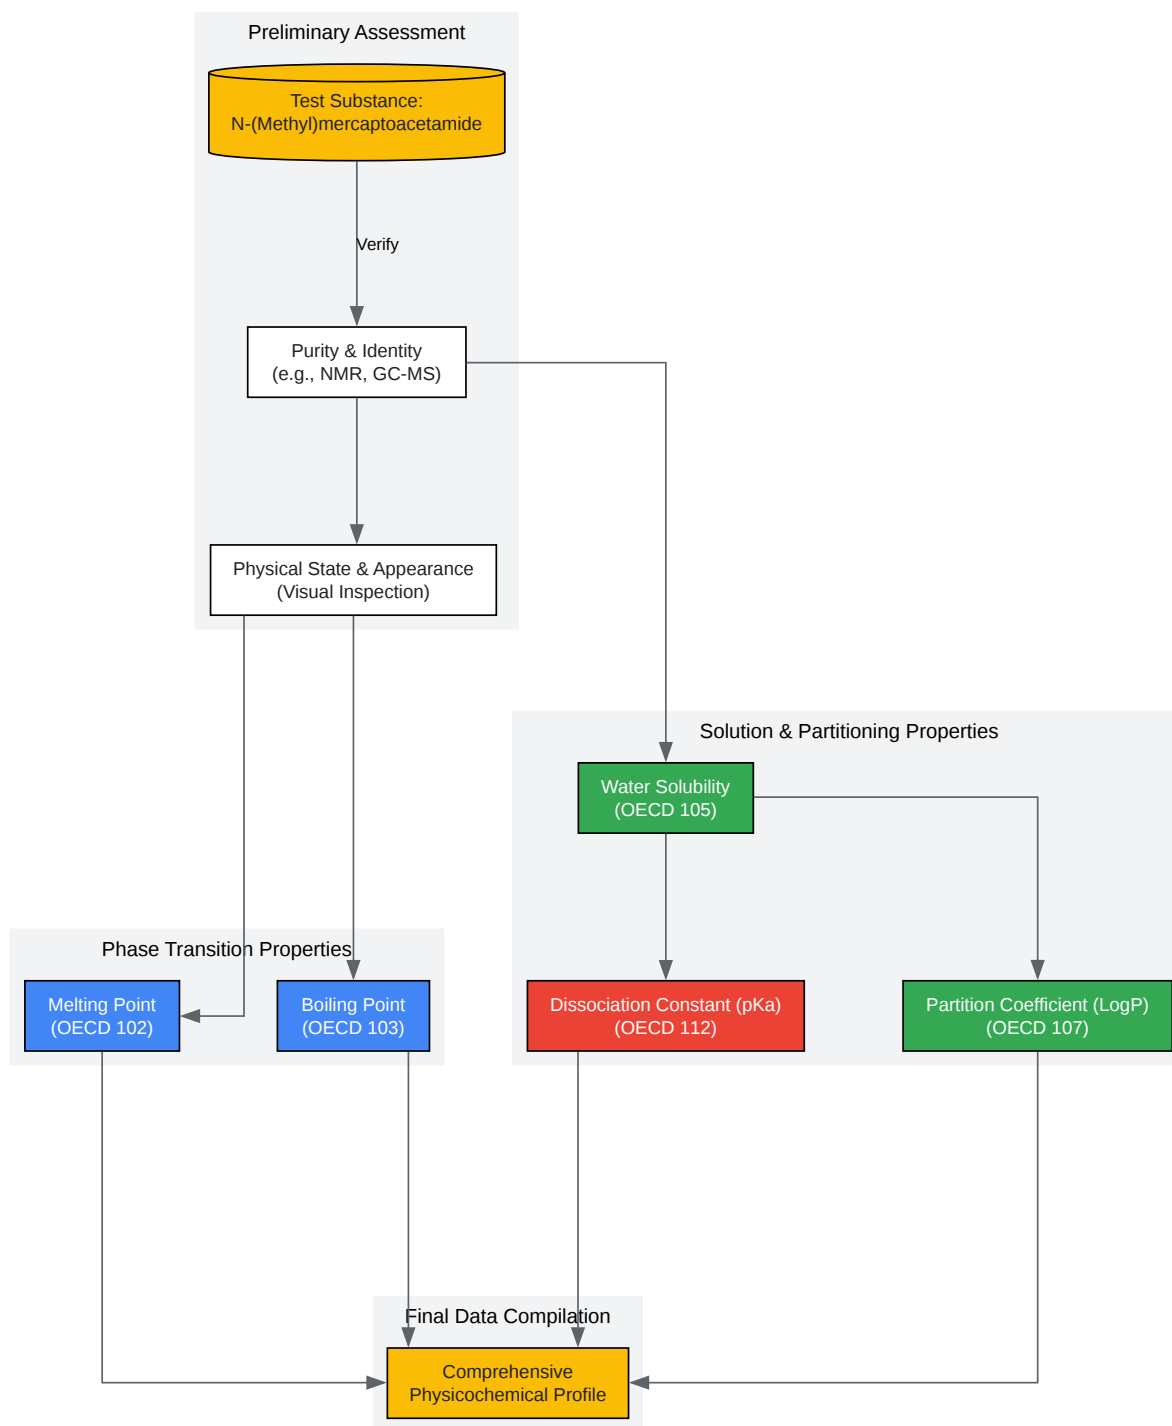 Preliminary Assessment
Test Substance:
N-(Methyl)mercaptoacetamide
Verify
Purity & Identity
(e.g., NMR, GC-MS)
Physical State & Appearance
(Visual Inspection)
Solution & Partitioning Properties
Water Solubility
(OECD 105)
Phase Transition Properties
Melting Point
(OECD 102)
Boiling Point
(OECD 103)
Dissociation Constant (pKa)
(OECD 112)
Partition Coefficient (LogP)
(OECD 107)
Final Data Compilation
Comprehensive
Physicochemical Profile